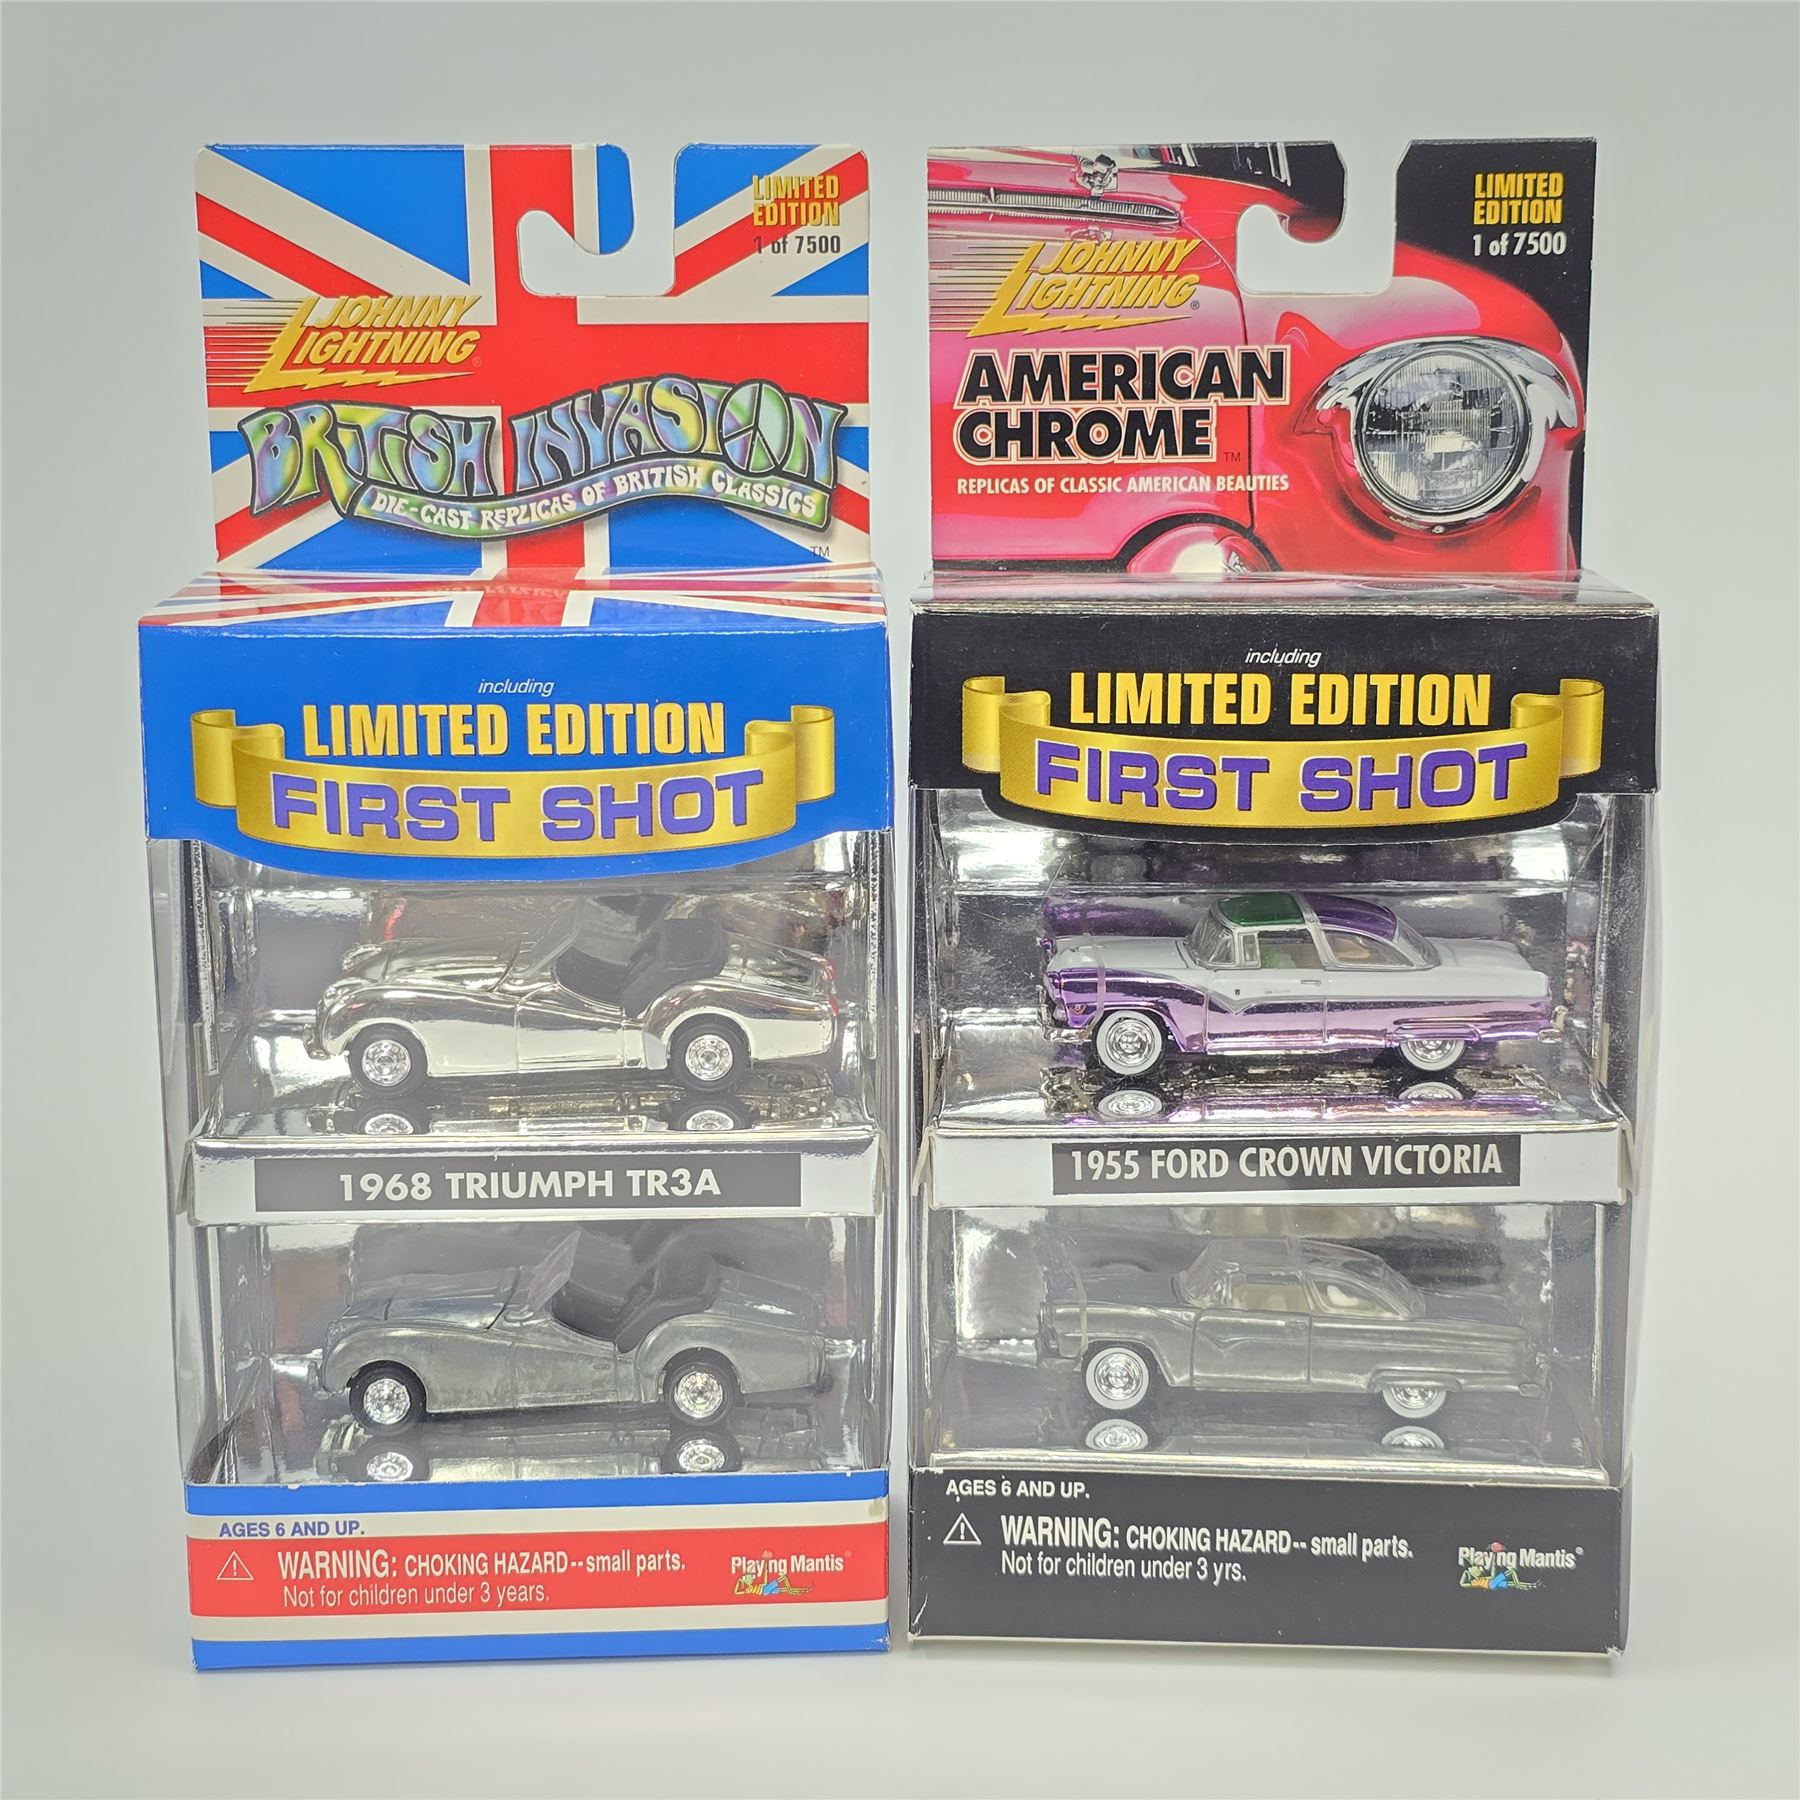 LIMITED
EDITION
1 of 7500
JOHNNY
LIGHTNING®
BRITISH INVASION
DIE-CAST REPLICAS OF BRITISH CLASSICS
TM
including
LIMITED EDITION
FIRST SHOT
1968 TRIUMPH TR3A
AGES 6 AND UP.
WARNING: CHOKING HAZARD--small parts.
Not for children under 3 years.
Playing Mantis®
LIMITED
EDITION
1 of 7500
JOHNNY
LIGHTNING®
AMERICAN
CHROME™
REPLICAS OF CLASSIC AMERICAN BEAUTIES
including
LIMITED EDITION
FIRST SHOT
1955 FORD CROWN VICTORIA
AGES 6 AND UP.
WARNING: CHOKING HAZARD-- small parts.
Not for children under 3 yrs.
Playing Mantis®